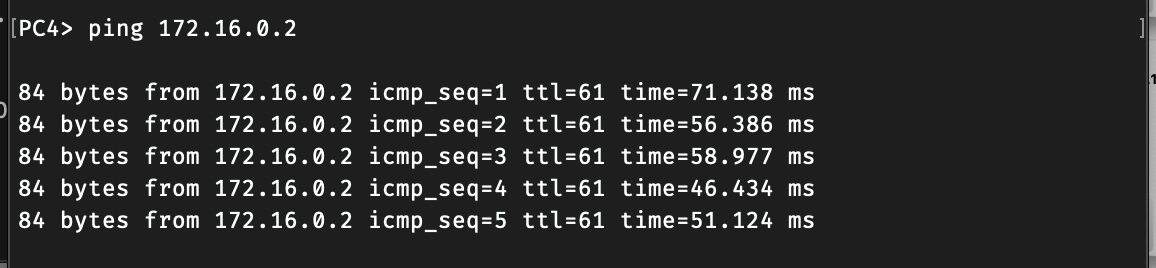 [PC4> ping 172.16.0.2 ]
84 bytes from 172.16.0.2 icmp_seq=1 ttl=61 time=71.138 ms
84 bytes from 172.16.0.2 icmp_seq=2 ttl=61 time=56.386 ms
84 bytes from 172.16.0.2 icmp_seq=3 ttl=61 time=58.977 ms
84 bytes from 172.16.0.2 icmp_seq=4 ttl=61 time=46.434 ms
84 bytes from 172.16.0.2 icmp_seq=5 ttl=61 time=51.124 ms